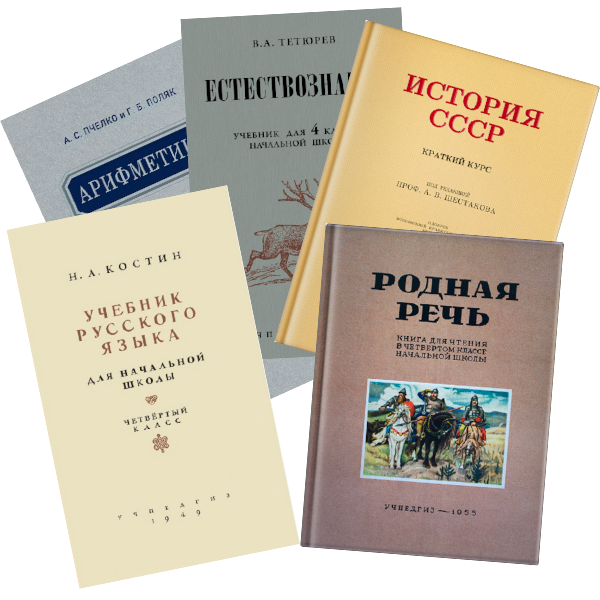 А. С. ПЧЕЛКО и Г. Б. ПОЛЯК
АРИФМЕТИ
В.А. ТЕТЮРЕВ
ЕСТЕСТВОЗНА
УЧЕБНИК ДЛЯ 4 КЛ
НАЧАЛЬНОЙ ШКО
ИСТОРИЯ
СССР
КРАТКИЙ КУРС
ПОД РЕДАКЦИЕЙ
ПРОФ. А. В. ШЕСТАКОВА
Н. А. КОСТИН
УЧЕБНИК
РУССКОГО
ЯЗЫКА
ДЛЯ НАЧАЛЬНОЙ
ШКОЛЫ
ЧЕТВЁРТЫЙ
КЛАСС
УЧПЕДГИЗ
1949
РОДНАЯ
РЕЧЬ
КНИГА ДЛЯ ЧТЕНИЯ
В ЧЕТВЕРТОМ КЛАССЕ
НАЧАЛЬНОЙ ШКОЛЫ
УЧПЕДГИЗ — 1955